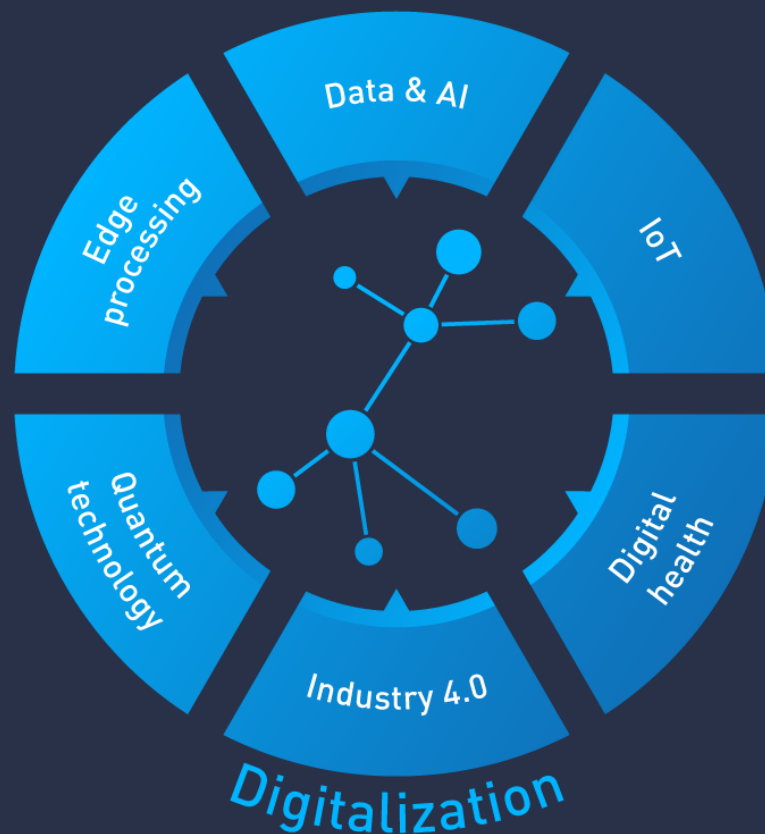 Data & AI
IoT
Digital
health
Industry 4.0
Quantum
technology
Edge
processing
Digitalization